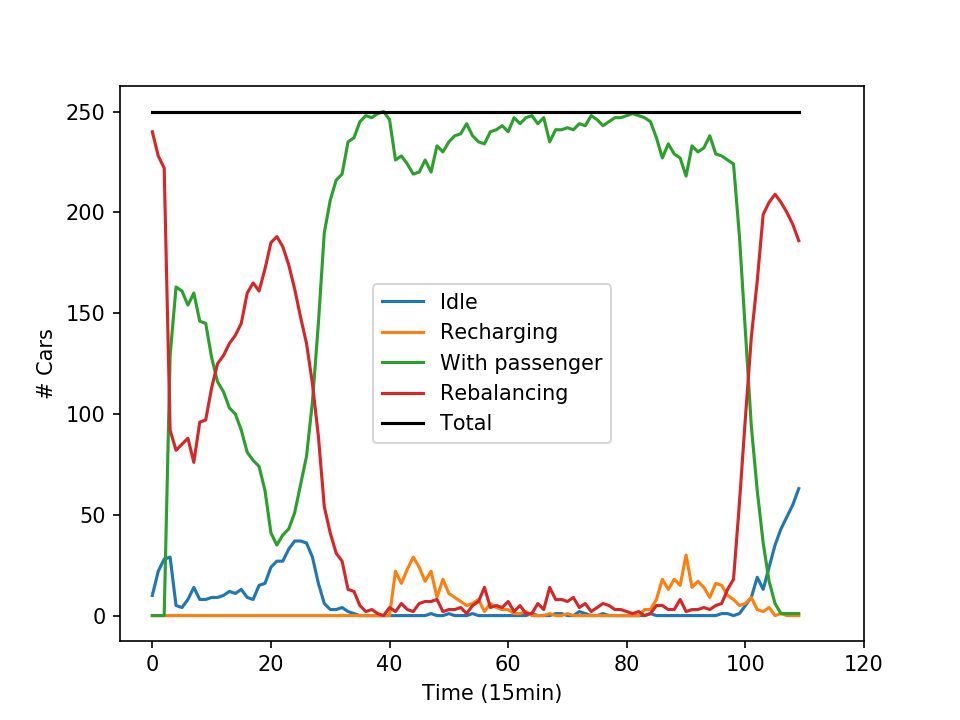 250
200
150
100
50
0
# Cars
Idle
Recharging
With passenger
Rebalancing
Total
0 20 40 60 80 100 120
Time (15min)